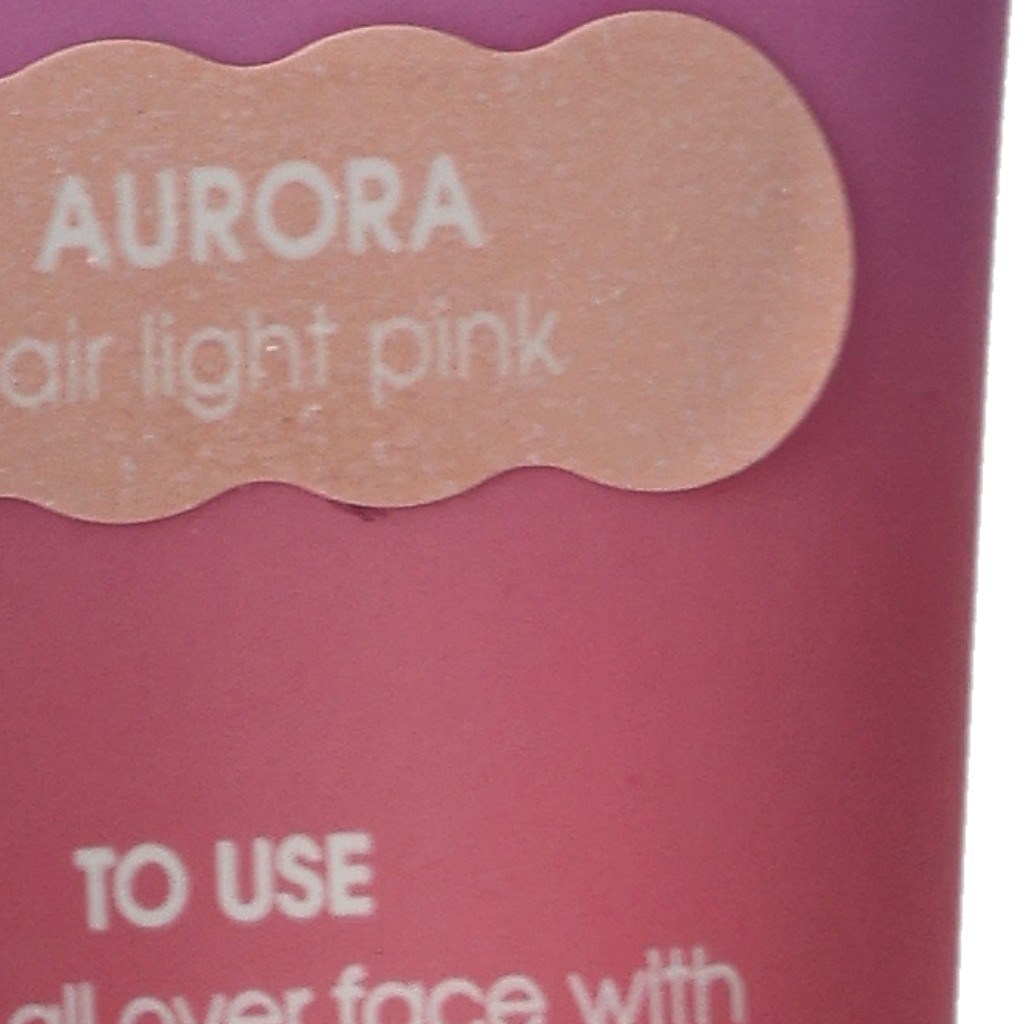 AURORA
air light pink
TO USE
all over face with